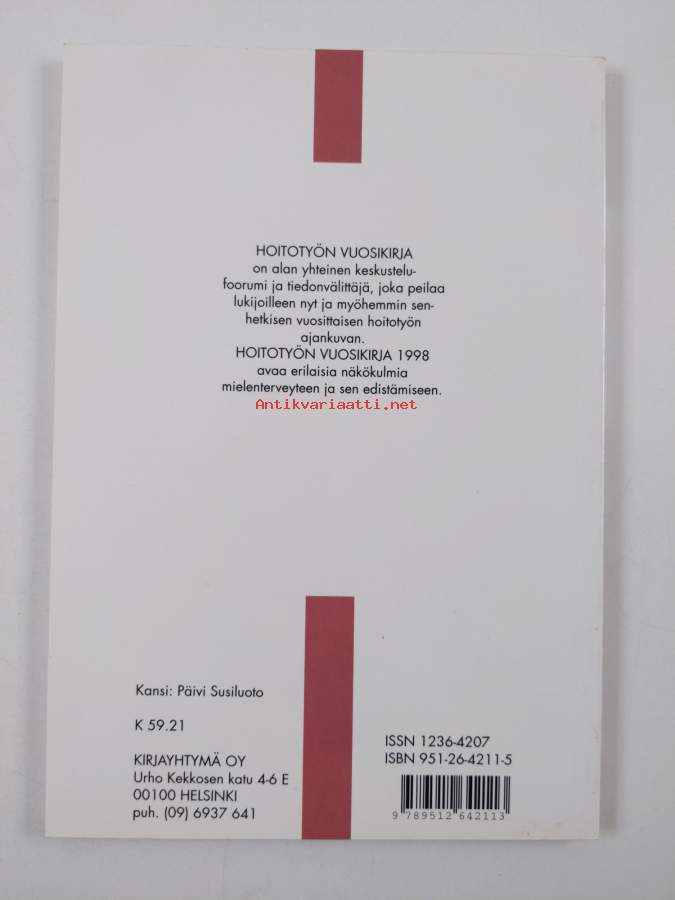 HOITOTYÖN VUOSIKIRJA
on alan yhteinen keskustelu-
foorumi ja tiedonvälittäjä, joka peilaa
lukijoilleen nyt ja myöhemmin sen-
hetkisen vuosittaisen hoitotyön
ajankuvan.
HOITOTYÖN VUOSIKIRJA 1998
avaa erilaisia näkökulmia
mielenterveyteen ja sen edistämiseen.
Antikvariaatti.net
Kansi: Päivi Susiluoto
K 59.21
KIRJAYHTYMÄ OY
Urho Kekkosen katu 4-6 E
00100 HELSINKI
puh. (09) 6937 641
ISSN 1236-4207
ISBN 951-26-4211-5
9 789512 642113